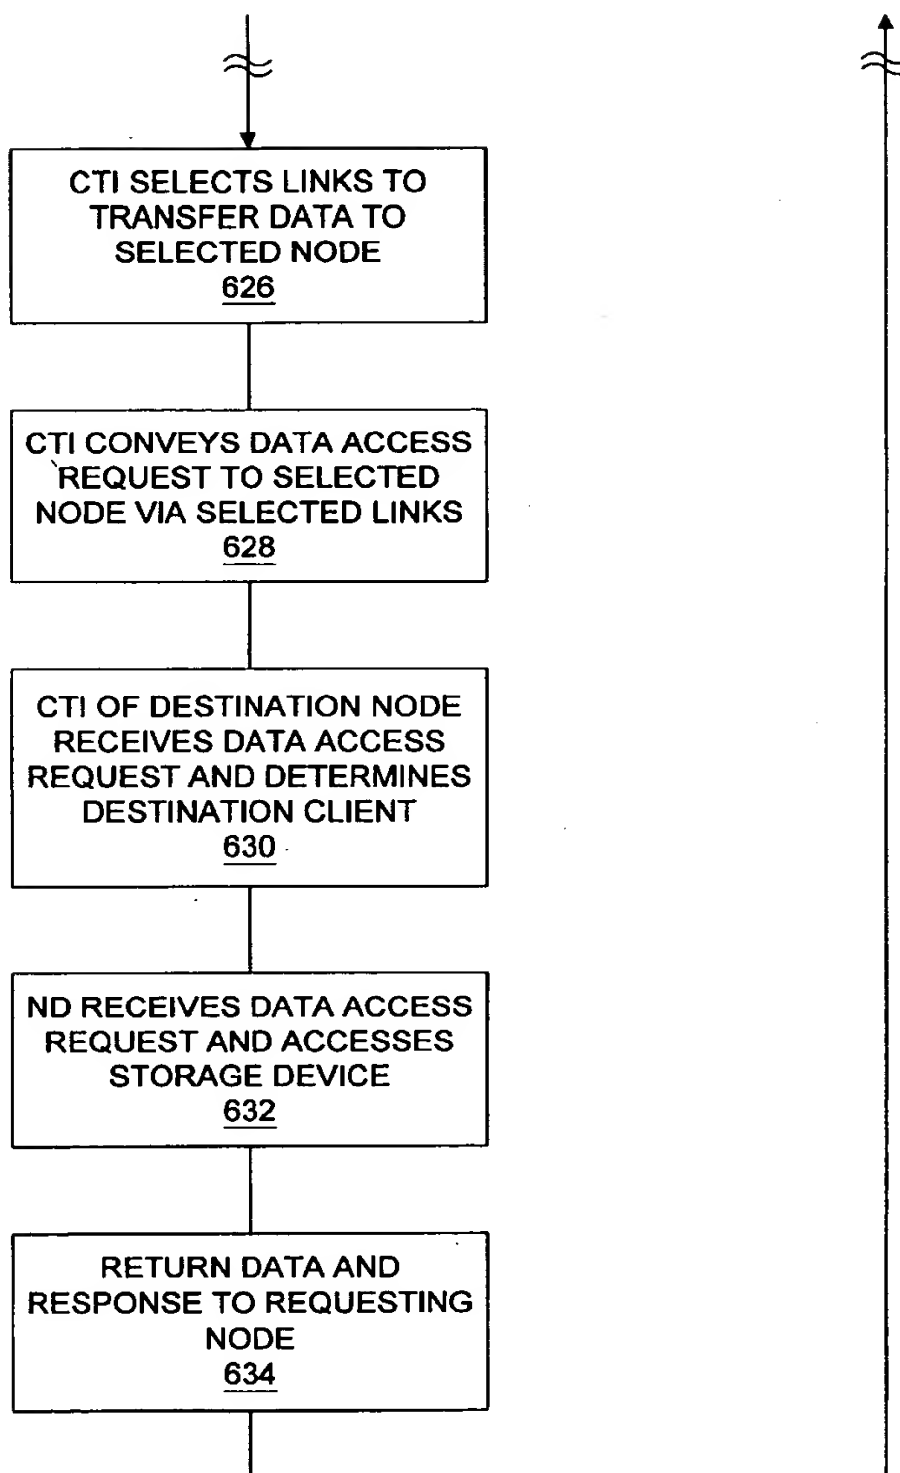 CTI SELECTS LINKS TO
TRANSFER DATA TO
SELECTED NODE
626
CTI CONVEYS DATA ACCESS
REQUEST TO SELECTED
NODE VIA SELECTED LINKS
628
CTI OF DESTINATION NODE
RECEIVES DATA ACCESS
REQUEST AND DETERMINES
DESTINATION CLIENT
630
ND RECEIVES DATA ACCESS
REQUEST AND ACCESSES
STORAGE DEVICE
632
RETURN DATA AND
RESPONSE TO REQUESTING
NODE
634